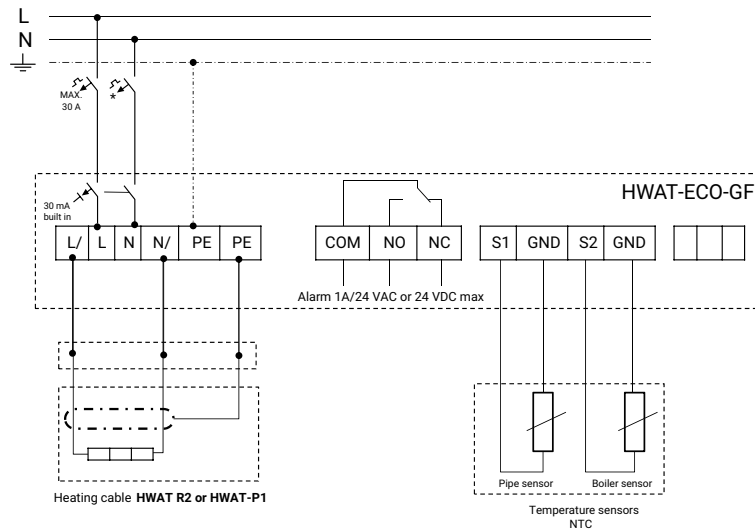 L
N
MAX.
30 A
*
HWAT-ECO-GF
30 mA
built in
L/ L N N/ PE PE
COM NO NC
S1 GND S2 GND
Alarm 1A/24 VAC or 24 VDC max
Pipe sensor
Boiler sensor
Heating cable HWAT R2 or HWAT-P1
Temperature sensors
NTC